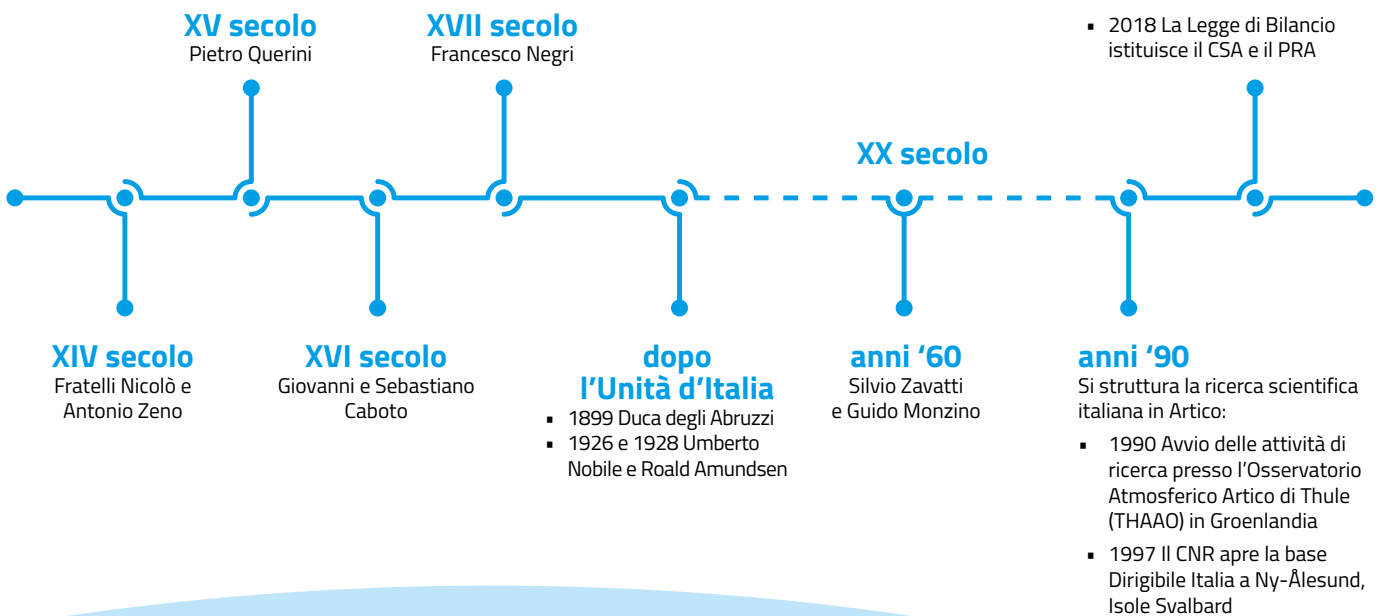 XV secolo
Pietro Querini
XVII secolo
Francesco Negri
▪ 2018 La Legge di Bilancio
istituisce il CSA e il PRA
XX secolo
XIV secolo
Fratelli Nicolò e
Antonio Zeno
XVI secolo
Giovanni e Sebastiano
Caboto
dopo
l’Unità d’Italia
▪ 1899 Duca degli Abruzzi
▪ 1926 e 1928 Umberto
Nobile e Roald Amundsen
anni ‘60
Silvio Zavatti
e Guido Monzino
anni ‘90
Si struttura la ricerca scientifica
italiana in Artico:
▪ 1990 Avvio delle attività di
ricerca presso l’Osservatorio
Atmosferico Artico di Thule
(THAAO) in Groenlandia
▪ 1997 Il CNR apre la base
Dirigibile Italia a Ny-Ålesund,
Isole Svalbard